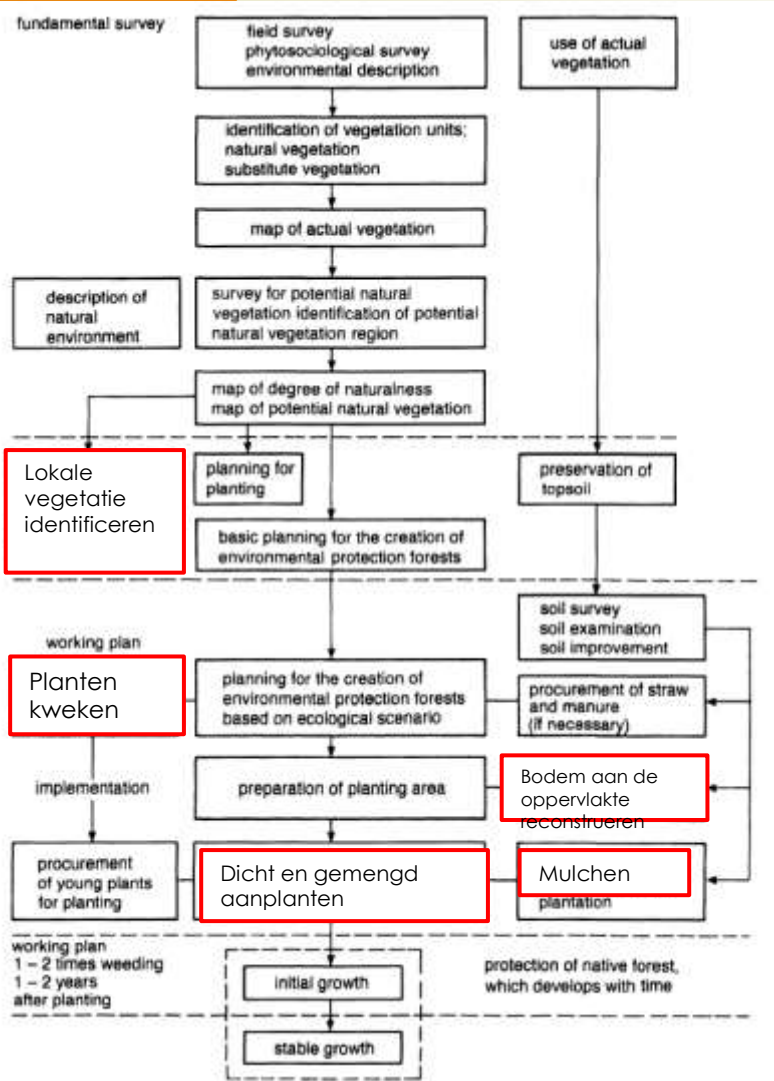 fundamental survey
field survey
phytosociological survey
environmental description
use of actual
vegetation
identification of vegetation units;
natural vegetation
substitute vegetation
map of actual vegetation
description of
natural
environment
survey for potential natural
vegetation identification of potential
natural vegetation region
map of degree of naturalness
map of potential natural vegetation
Lokale
vegetatie
identificeren
planning for
planting
preservation of
topsoil
basic planning for the creation of
environmental protection forests
soil survey
soil examination
soil improvement
working plan
Planten
kweken
planning for the creation of
environmental protection forests
based on ecological scenario
procurement of straw
and manure
(if necessary)
implementation
preparation of planting area
Bodem aan de
oppervlakte
reconstrueren
procurement
of young plants
for planting
Dicht en gemengd
aanplanten
Mulchen
plantation
working plan
1 – 2 times weeding
1 – 2 years
after planting
initial growth
protection of native forest,
which develops with time
stable growth